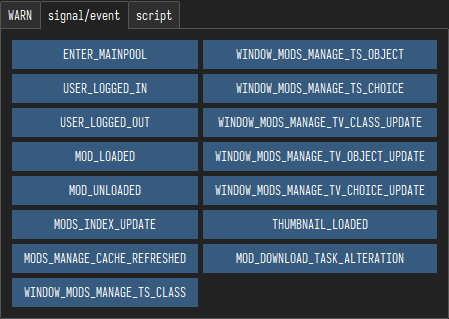 WARN signal/event script
ENTER_MAINPOOL WINDOW_MODS_MANAGE_TS_OBJECT
USER_LOGGED_IN WINDOW_MODS_MANAGE_TS_CHOICE
USER_LOGGED_OUT WINDOW_MODS_MANAGE_TV_CLASS_UPDATE
MOD_LOADED WINDOW_MODS_MANAGE_TV_OBJECT_UPDATE
MOD_UNLOADED WINDOW_MODS_MANAGE_TV_CHOICE_UPDATE
MODS_INDEX_UPDATE THUMBNAIL_LOADED
MODS_MANAGE_CACHE_REFRESHED MOD_DOWNLOAD_TASK_ALTERATION
WINDOW_MODS_MANAGE_TS_CLASS